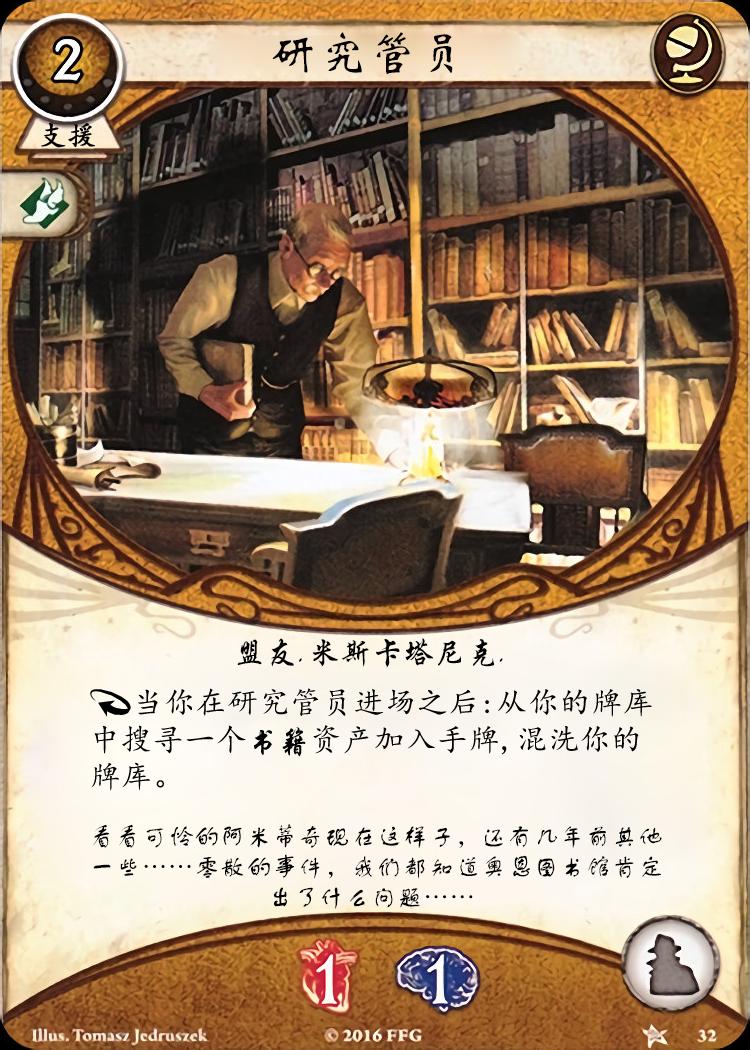 2
研究管员
支援
盟友.米斯卡塔尼克.
当你在研究管员进场之后:从你的牌库
中搜寻一个书籍资产加入手牌,混洗你的
牌库。
看看可怜的阿米蒂奇现在这样子，还有几年前其他
一些……零散的事件，我们都知道奥恩图书馆肯定
出了什么问题……
1
1
Illus. Tomasz Jedruszek
© 2016 FFG
32